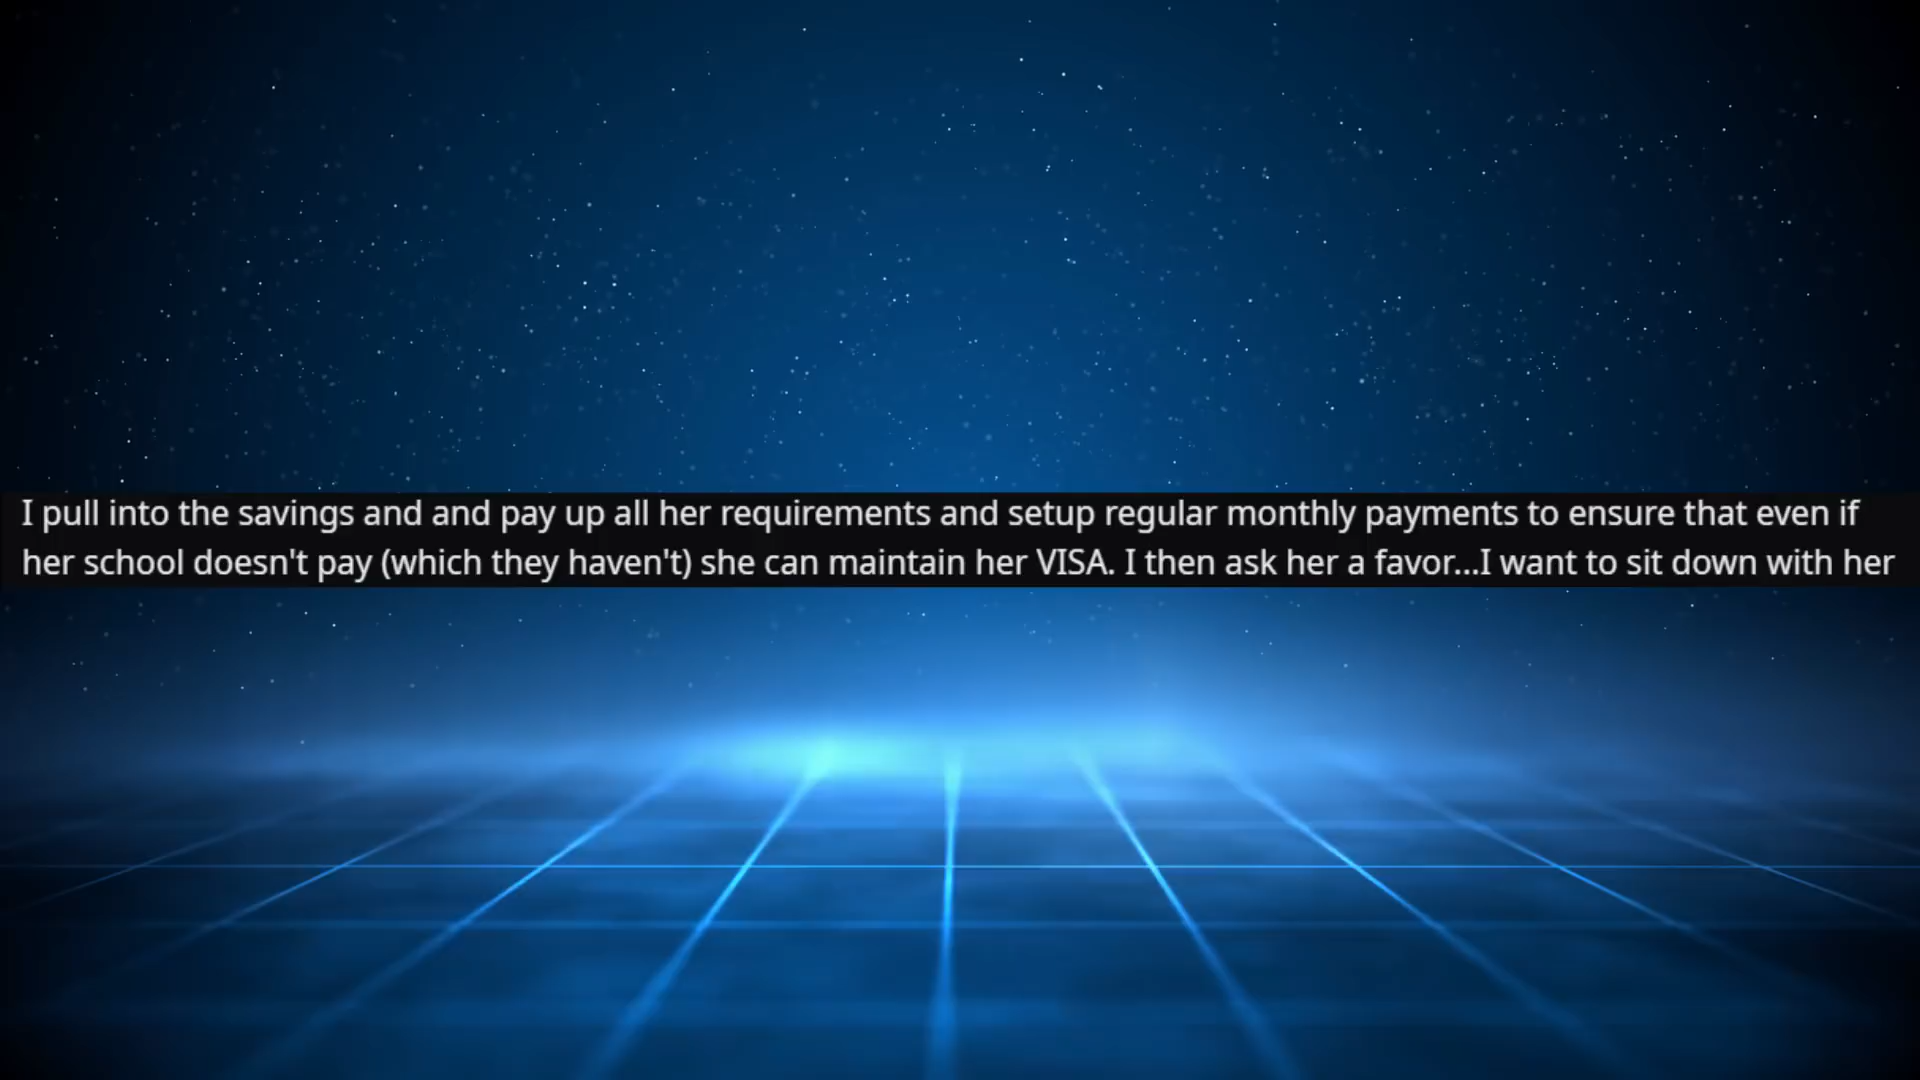 I pull into the savings and and pay up all her requirements and setup regular monthly payments to ensure that even if
her school doesn't pay (which they haven't) she can maintain her VISA. I then ask her a favor...I want to sit down with her